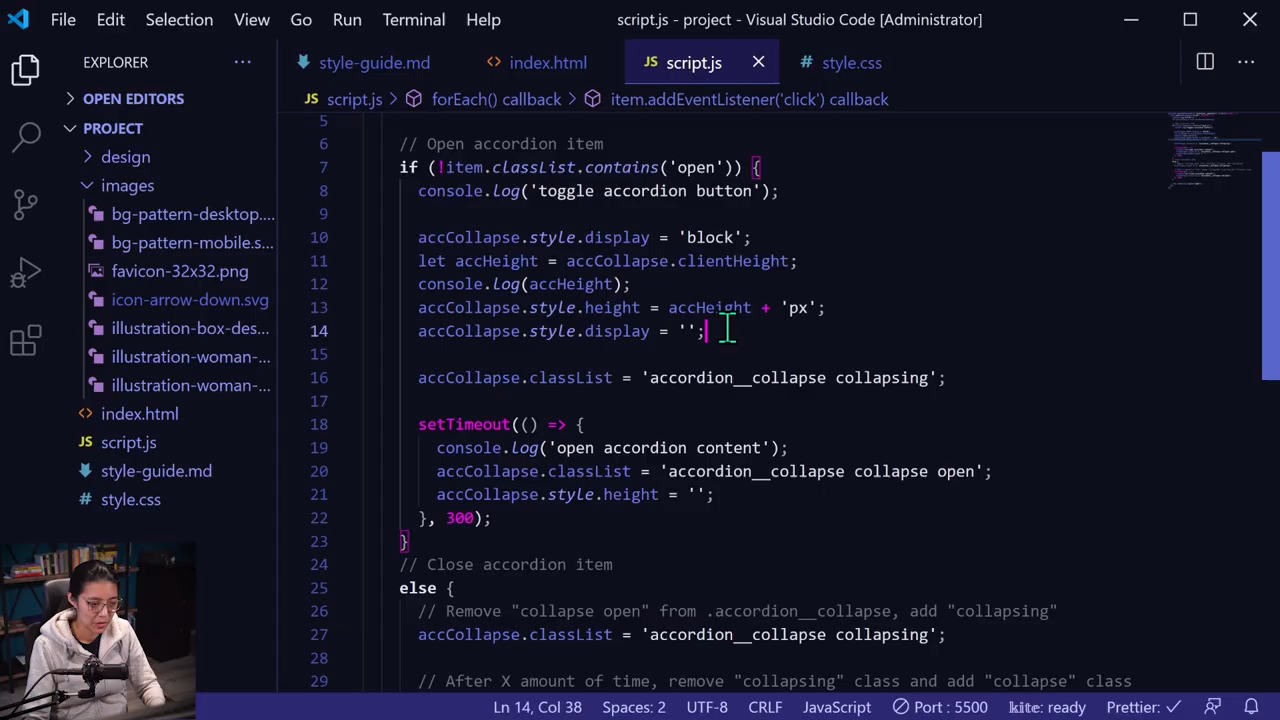 File Edit Selection View Go Run Terminal Help script.js - project - Visual Studio Code [Administrator]
EXPLORER
style-guide.md
index.html
JS script.js
# style.css
OPEN EDITORS
JS script.js > forEach() callback > item.addEventListener('click') callback
PROJECT
design
images
bg-pattern-desktop....
bg-pattern-mobile.s...
favicon-32x32.png
icon-arrow-down.svg
illustration-box-des...
illustration-woman-...
illustration-woman-...
index.html
JS script.js
style-guide.md
# style.css
5
6 // Open accordion item
7 if (!item.classList.contains('open')) {
8 console.log('toggle accordion button');
9
10 accCollapse.style.display = 'block';
11 let accHeight = accCollapse.clientHeight;
12 console.log(accHeight);
13 accCollapse.style.height = accHeight + 'px';
14 accCollapse.style.display = '';
15
16 accCollapse.classList = 'accordion__collapse collapsing';
17
18 setTimeout(() => {
19 console.log('open accordion content');
20 accCollapse.classList = 'accordion__collapse collapse open';
21 accCollapse.style.height = '';
22 }, 300);
23 }
24 // Close accordion item
25 else {
26 // Remove "collapse open" from .accordion__collapse, add "collapsing"
27 accCollapse.classList = 'accordion__collapse collapsing';
28
29 // After X amount of time, remove "collapsing" class and add "collapse" class
Ln 14, Col 38 Spaces: 2 UTF-8 CRLF JavaScript Port : 5500 kite: ready Prettier: ✓